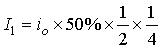 I₁ = iₒ * 50% * 1/2 * 1/4